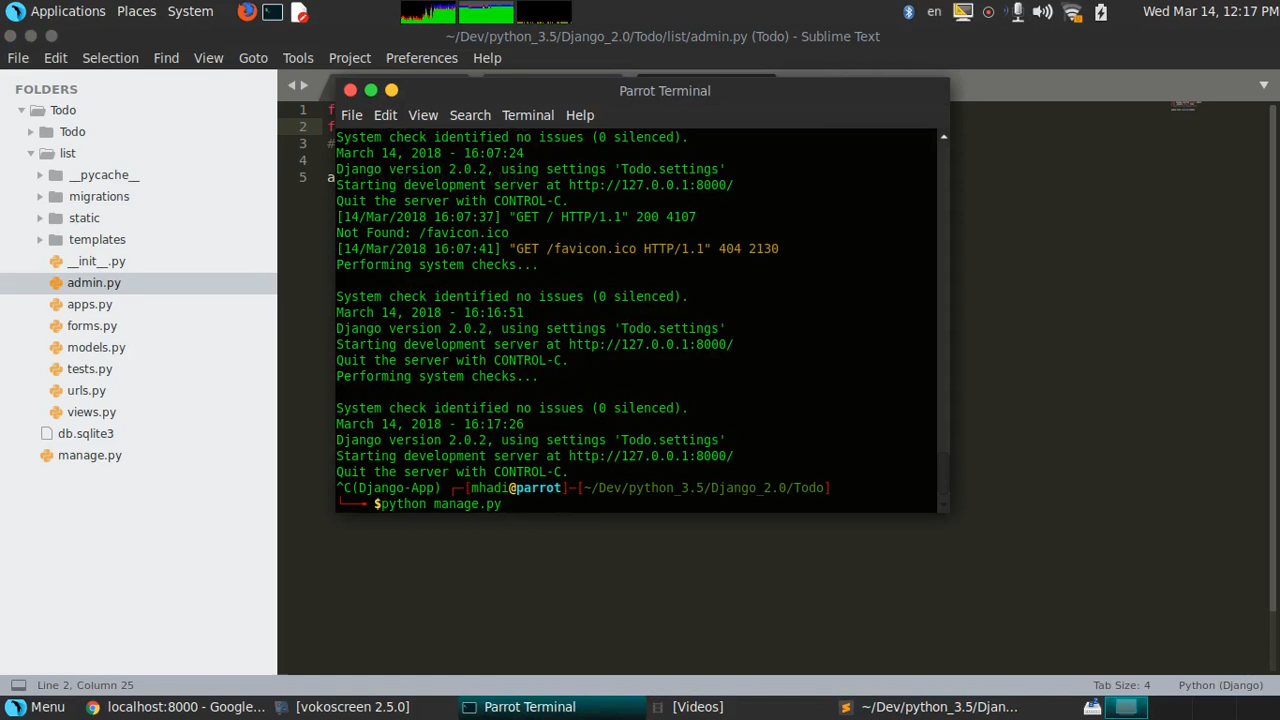 Applications Places System
en
Wed Mar 14, 12:17 PM
~/Dev/python_3.5/Django_2.0/Todo/list/admin.py (Todo) - Sublime Text
File Edit Selection Find View Goto Tools Project Preferences Help
FOLDERS
Todo
Todo
list
__pycache__
migrations
static
templates
__init__.py
admin.py
apps.py
forms.py
models.py
tests.py
urls.py
views.py
db.sqlite3
manage.py
1 f
2 f
3 #
4
5 a
Parrot Terminal
File Edit View Search Terminal Help
System check identified no issues (0 silenced).
March 14, 2018 - 16:07:24
Django version 2.0.2, using settings 'Todo.settings'
Starting development server at http://127.0.0.1:8000/
Quit the server with CONTROL-C.
[14/Mar/2018 16:07:37] "GET / HTTP/1.1" 200 4107
Not Found: /favicon.ico
[14/Mar/2018 16:07:41] "GET /favicon.ico HTTP/1.1" 404 2130
Performing system checks...
System check identified no issues (0 silenced).
March 14, 2018 - 16:16:51
Django version 2.0.2, using settings 'Todo.settings'
Starting development server at http://127.0.0.1:8000/
Quit the server with CONTROL-C.
Performing system checks...
System check identified no issues (0 silenced).
March 14, 2018 - 16:17:26
Django version 2.0.2, using settings 'Todo.settings'
Starting development server at http://127.0.0.1:8000/
Quit the server with CONTROL-C.
^C(Django-App) ┌─[mhadi@parrot]─[~/Dev/python_3.5/Django_2.0/Todo]
└──╼ $python manage.py
Line 2, Column 25
Tab Size: 4
Python (Django)
Menu
localhost:8000 - Google...
[vokoscreen 2.5.0]
Parrot Terminal
[Videos]
~/Dev/python_3.5/Djan...